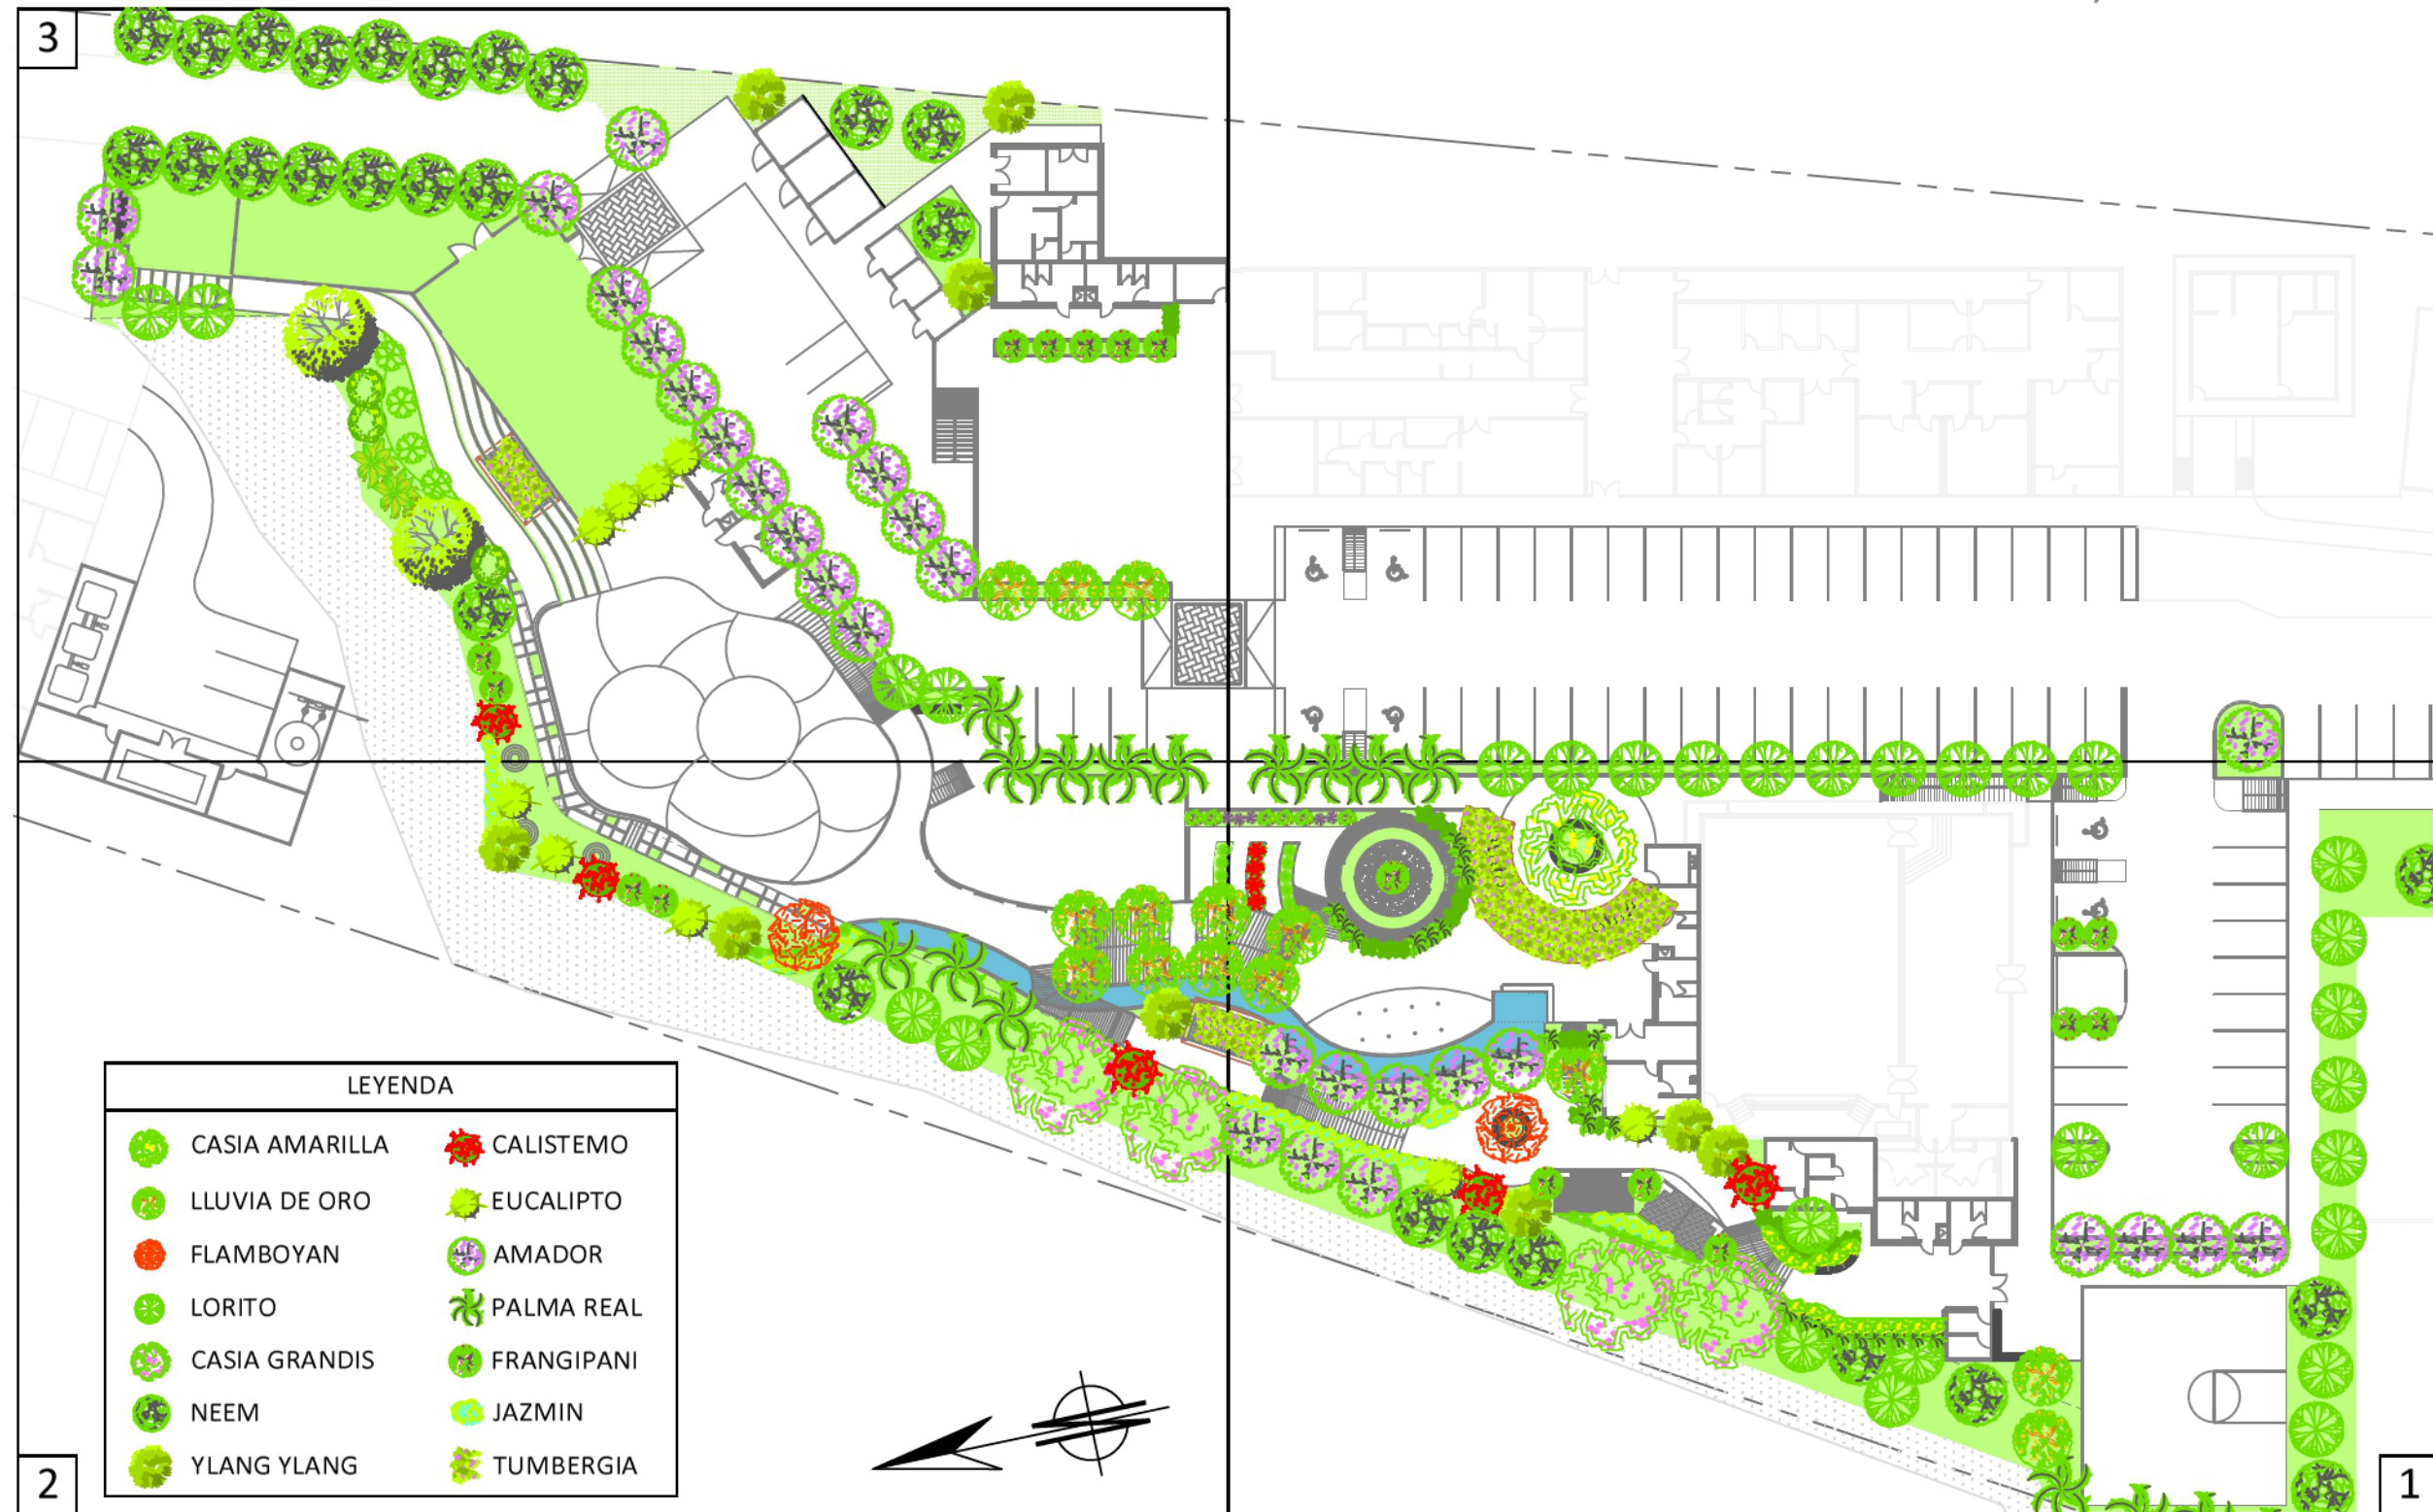 3
LEYENDA
CASIA AMARILLA
CALISTEMO
LLUVIA DE ORO
EUCALIPTO
FLAMBOYAN
AMADOR
LORITO
PALMA REAL
CASIA GRANDIS
FRANGIPANI
NEEM
JAZMIN
YLANG YLANG
TUMBERGIA
2
1